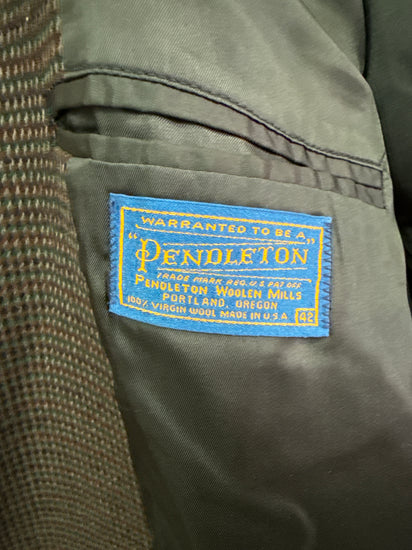 WARRANTED TO BE A
"PENDLETON"
TRADE MARK REG. U.S. PAT. OFF.
PENDLETON WOOLEN MILLS
PORTLAND, OREGON
100% VIRGIN WOOL MADE IN U.S.A. 42